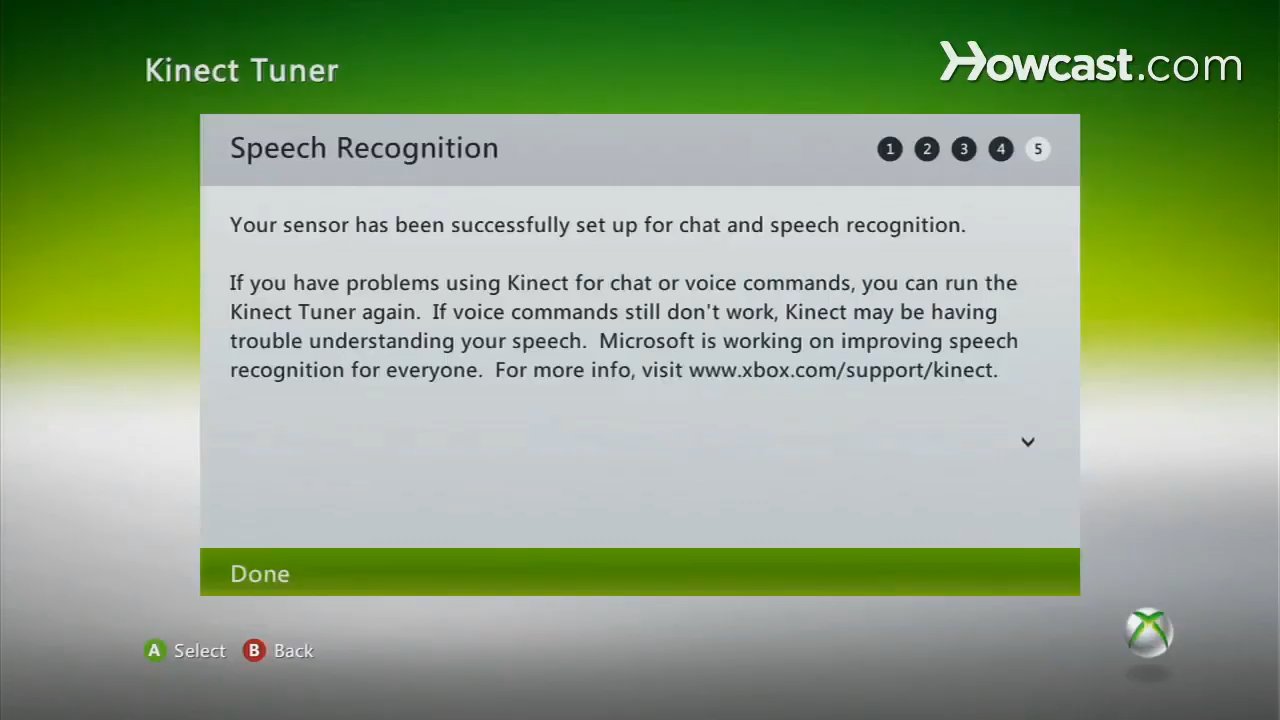 Kinect Tuner
Howcast.com
Speech Recognition
1 2 3 4 5
Your sensor has been successfully set up for chat and speech recognition.
If you have problems using Kinect for chat or voice commands, you can run the
Kinect Tuner again.  If voice commands still don't work, Kinect may be having
trouble understanding your speech.  Microsoft is working on improving speech
recognition for everyone.  For more info, visit www.xbox.com/support/kinect.
Done
A Select B Back